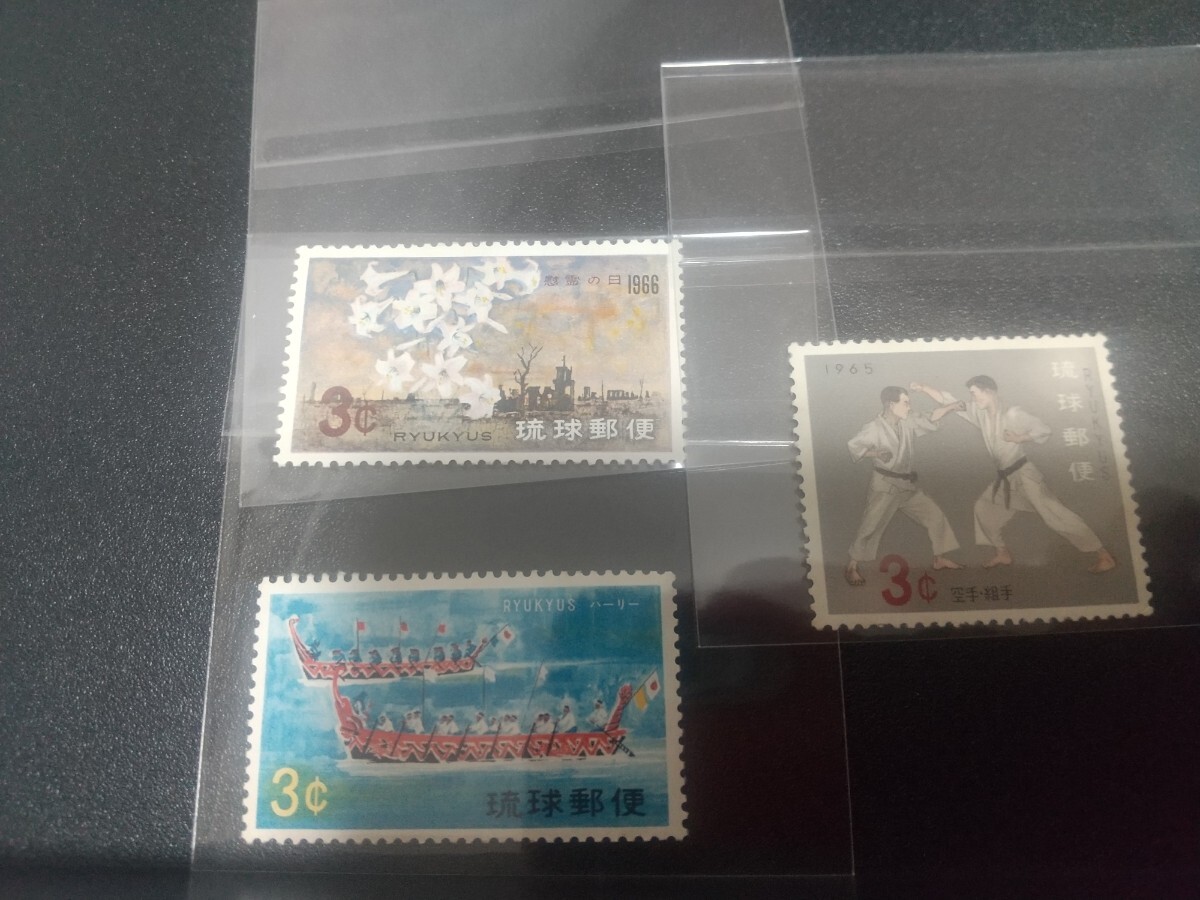 慰霊の日 1966
3¢ RYUKYUS 琉球郵便
1965
琉球郵便
3¢ 空手・組手
RYUKYUS ハーリー
3¢ 琉球郵便